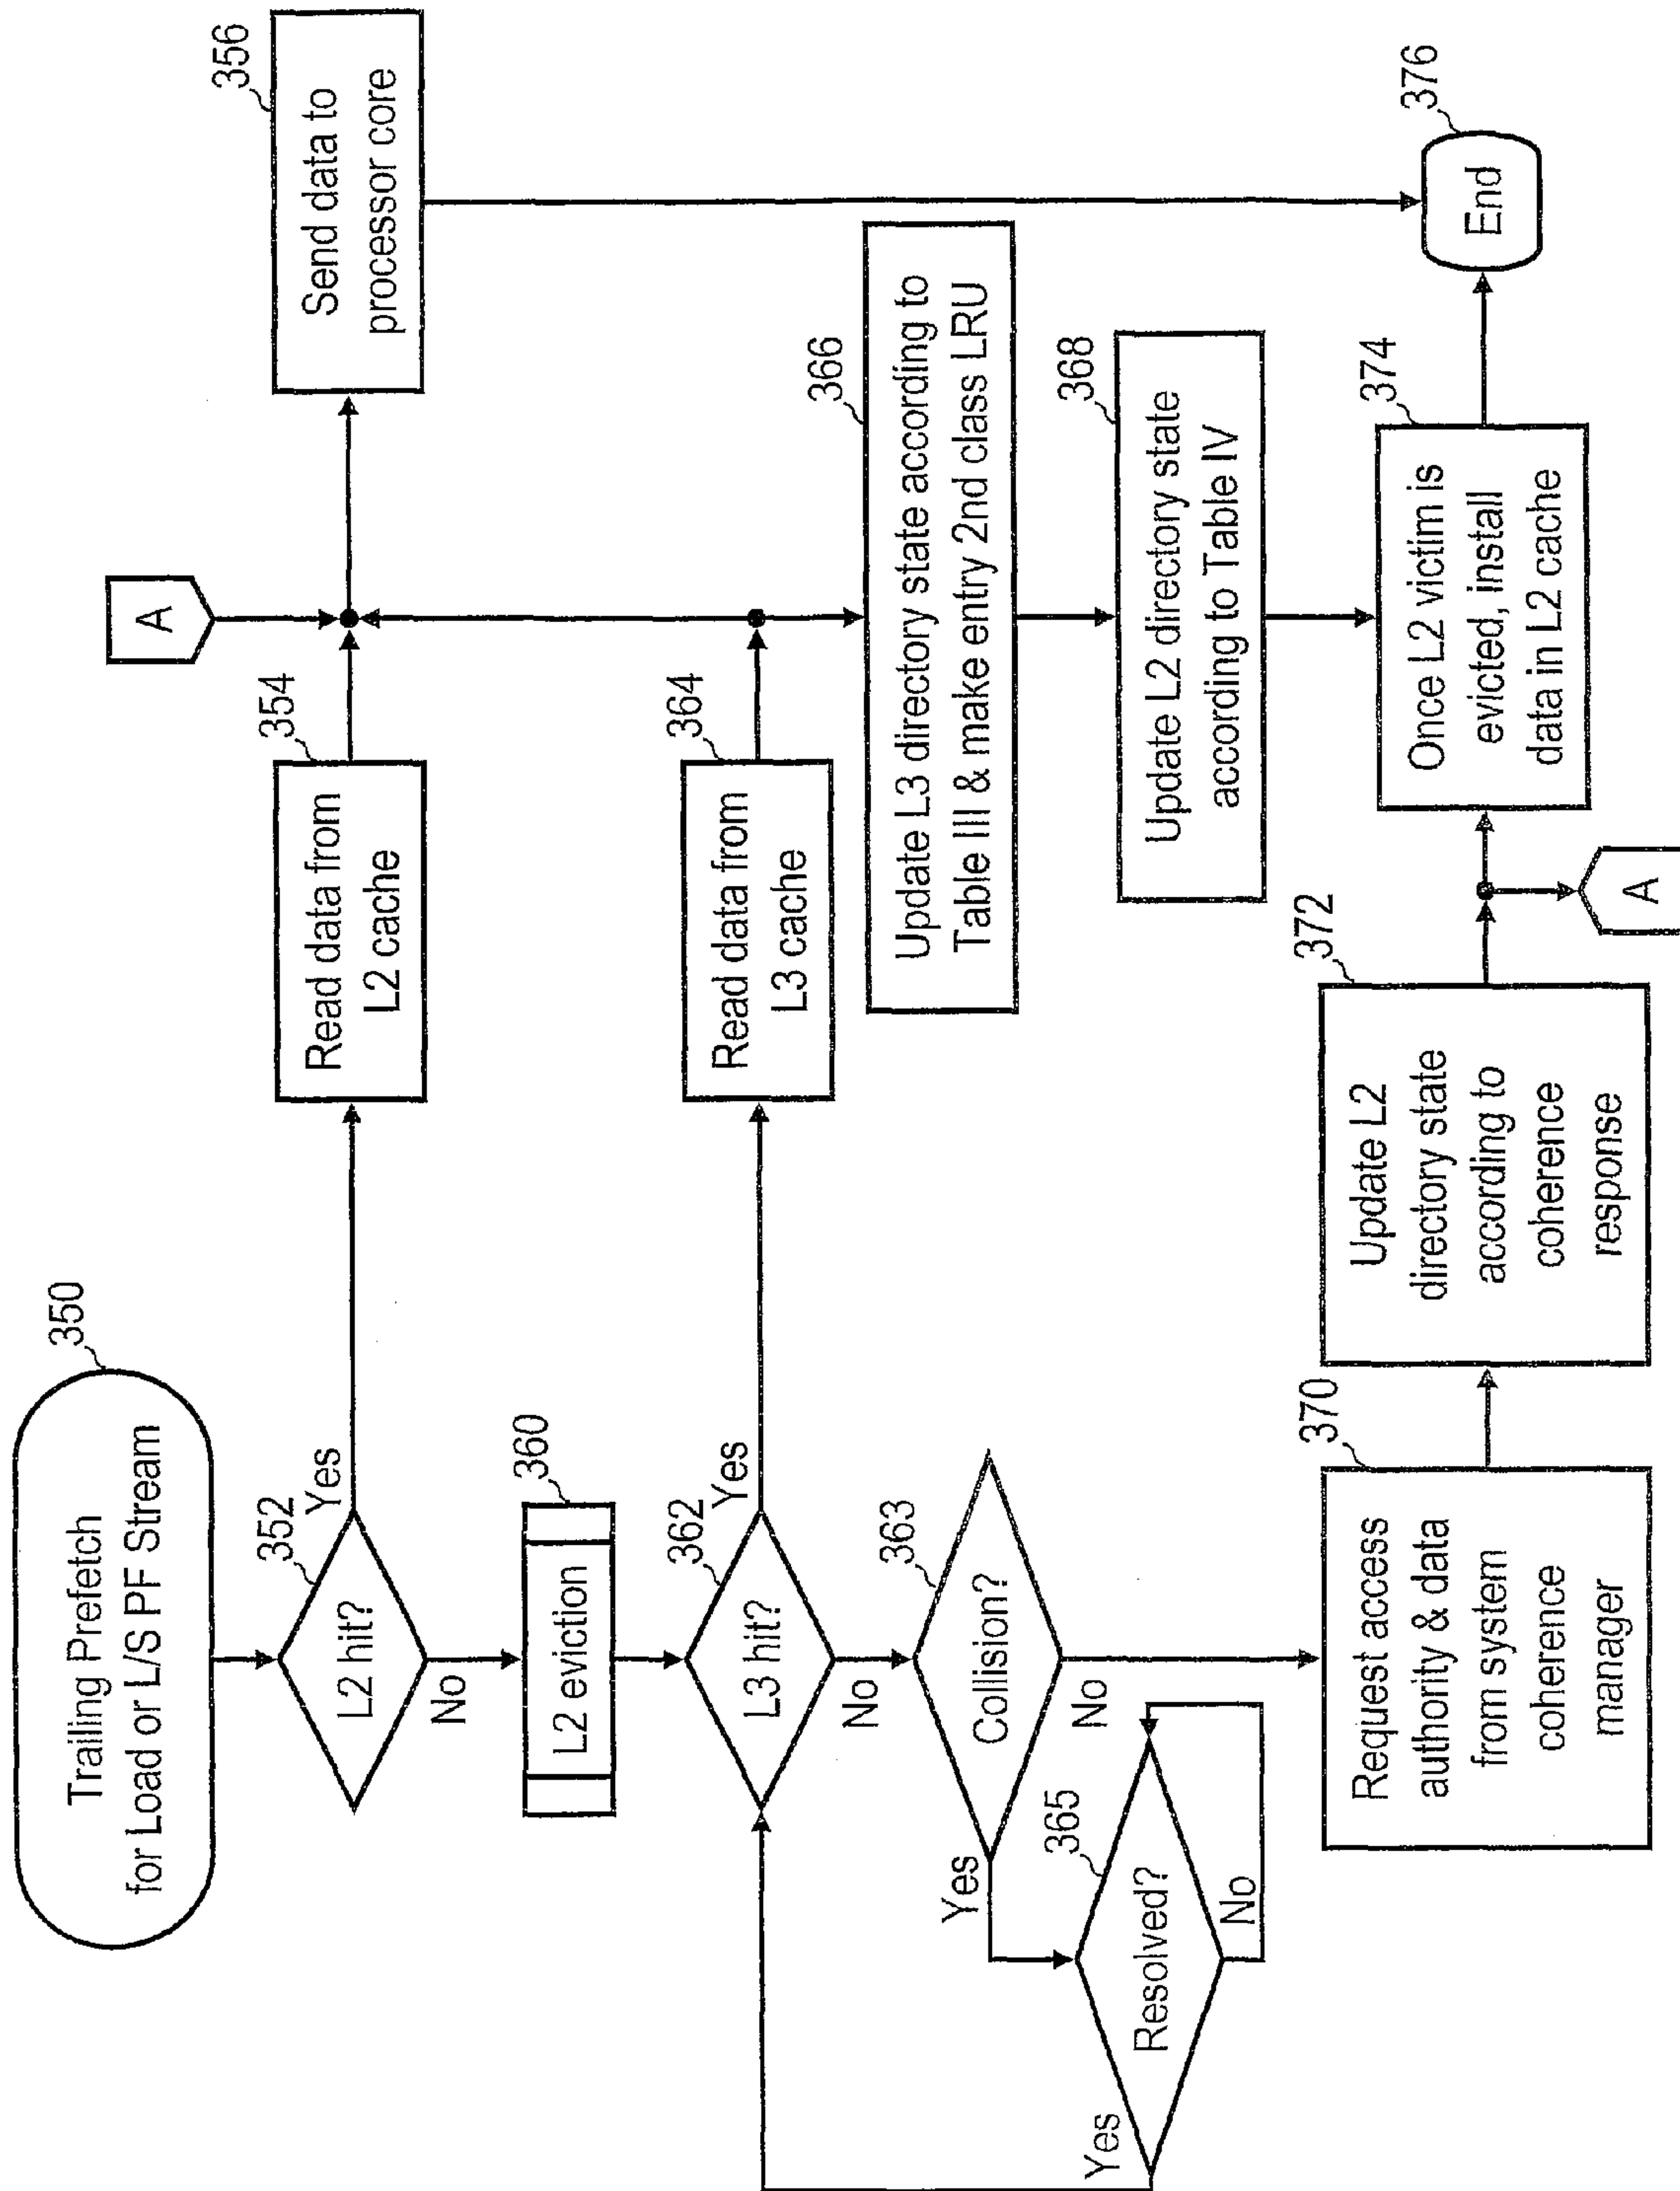 350
Trailing Prefetch
for Load or L/S PF Stream
352
L2 hit?
Yes
No
354
Read data from
L2 cache
A
356
Send data to
processor core
360
L2 eviction
362
L3 hit?
Yes
No
364
Read data from
L3 cache
363
Collision?
Yes
No
365
Resolved?
Yes
No
366
Update L3 directory state according to
Table III & make entry 2nd class LRU
368
Update L2 directory state
according to Table IV
370
Request access
authority & data
from system
coherence
manager
372
Update L2
directory state
according to
coherence
response
A
374
Once L2 victim is
evicted, install
data in L2 cache
376
End